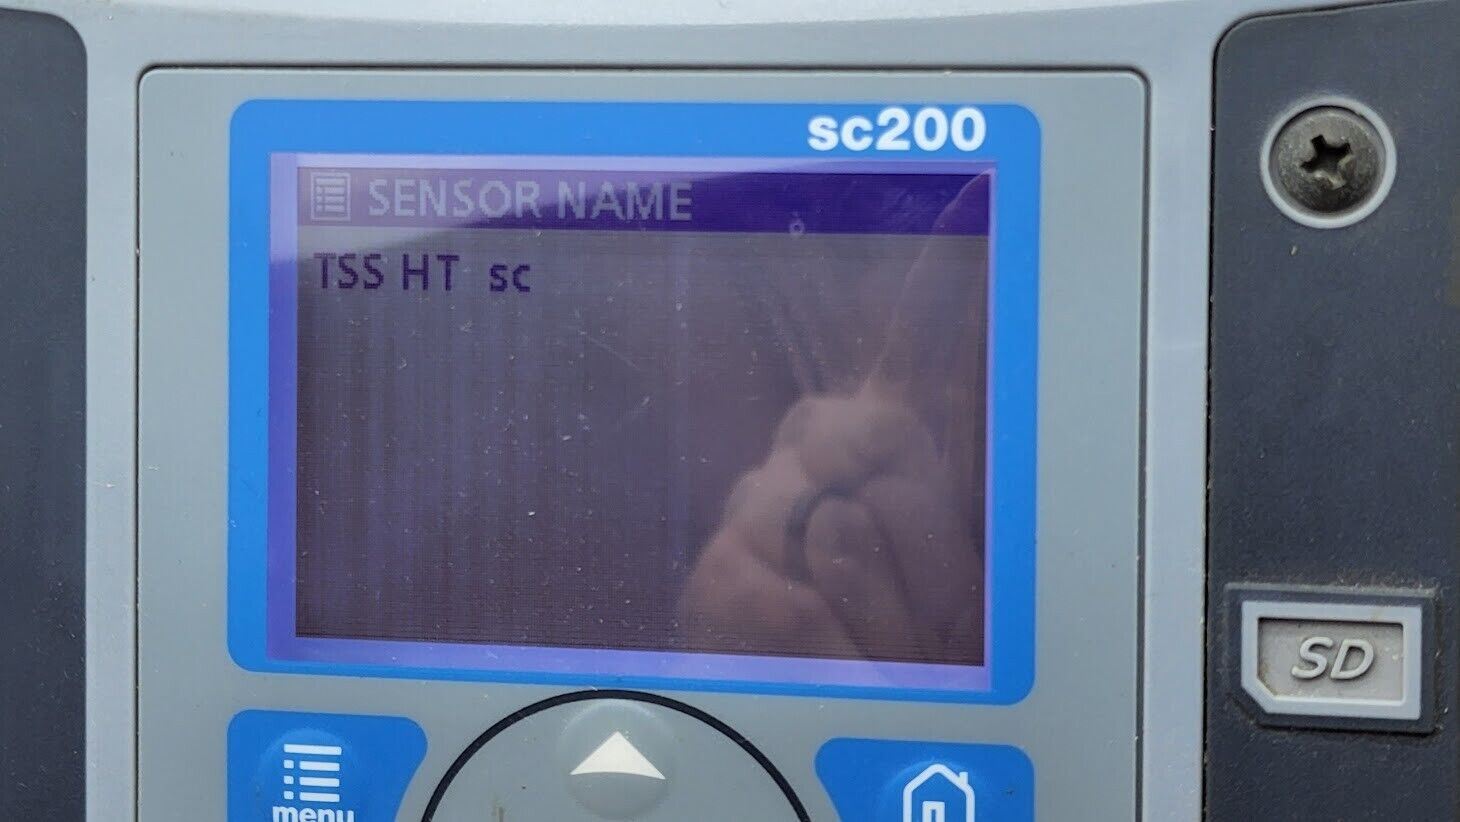 sc200
SENSOR NAME
TSS HT sc
SD
menu